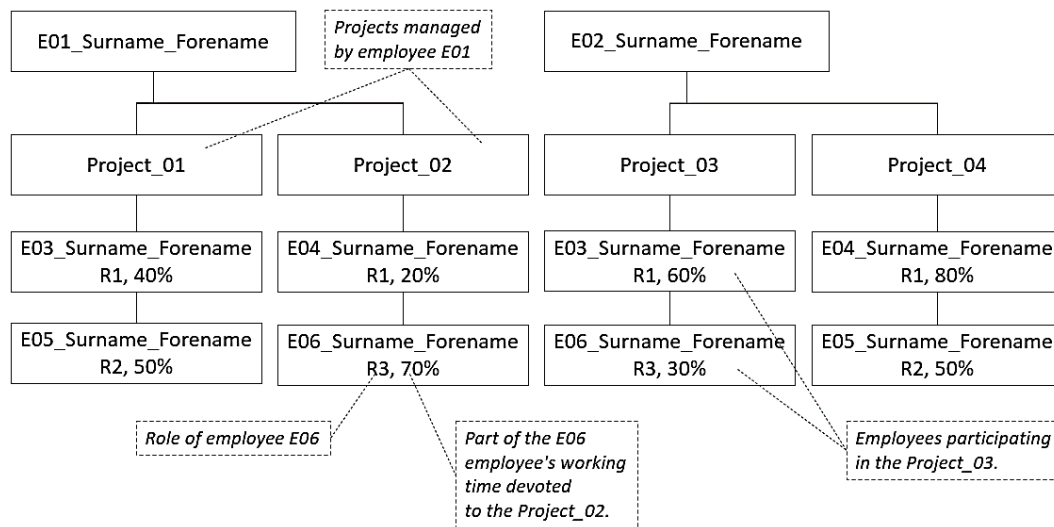 E01_Surname_Forename
Projects managed
by employee E01
E02_Surname_Forename
Project_01
Project_02
Project_03
Project_04
E03_Surname_Forename
R1, 40%
E04_Surname_Forename
R1, 20%
E03_Surname_Forename
R1, 60%
E04_Surname_Forename
R1, 80%
E05_Surname_Forename
R2, 50%
E06_Surname_Forename
R3, 70%
E06_Surname_Forename
R3, 30%
E05_Surname_Forename
R2, 50%
Role of employee E06
Part of the E06
employee's working
time devoted
to the Project_02.
Employees participating
in the Project_03.